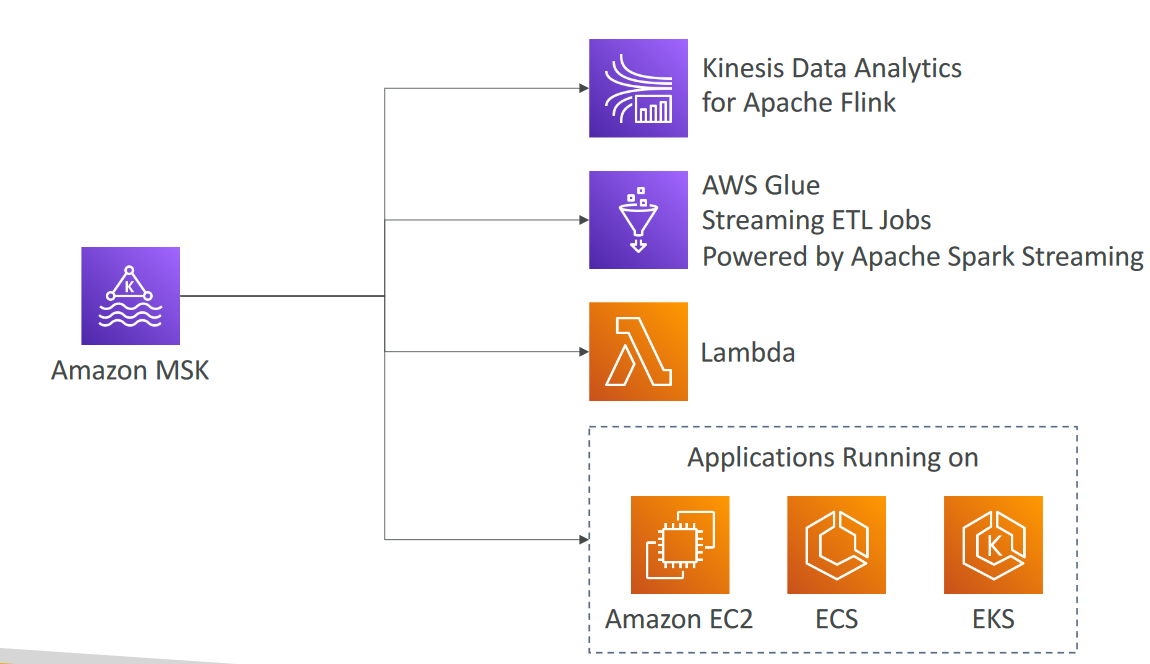 Kinesis Data Analytics
for Apache Flink
AWS Glue
Streaming ETL Jobs
Powered by Apache Spark Streaming
K
Amazon MSK
Lambda
Applications Running on
K
Amazon EC2
ECS
EKS